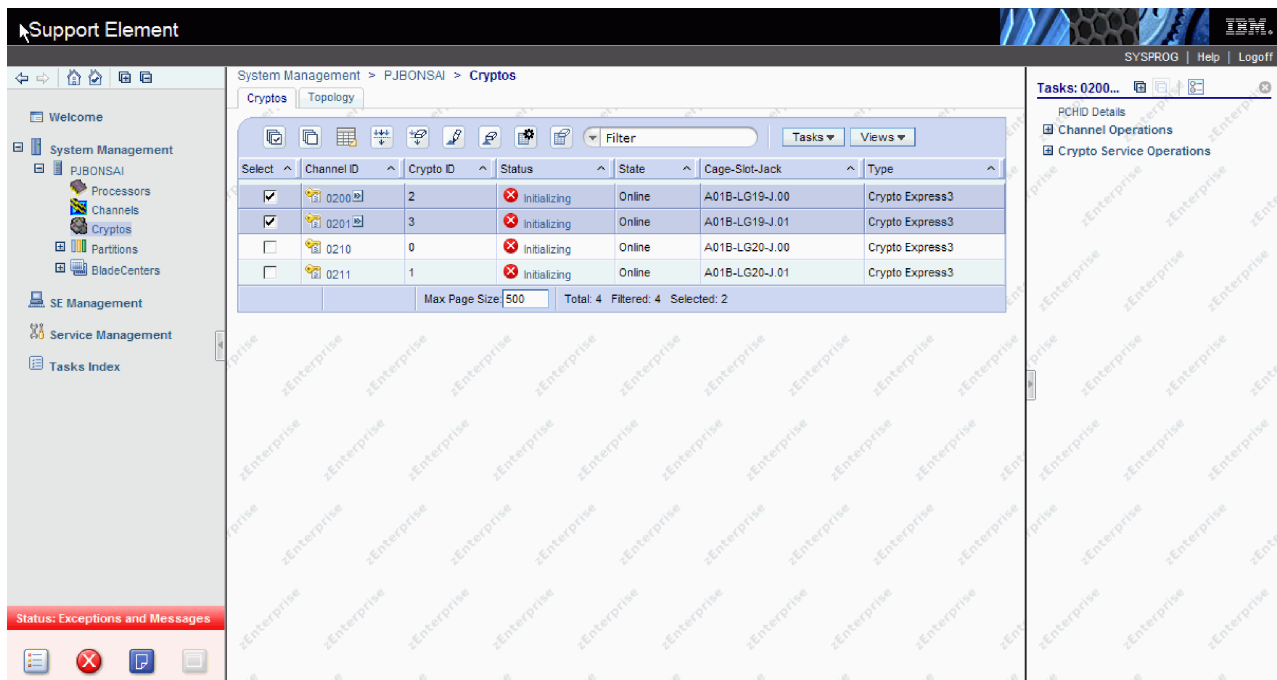 Support Element
IBM.
SYSPROG | Help | Logoff
Welcome
System Management
PJBONSAI
Processors
Channels
Cryptos
Partitions
BladeCenters
SE Management
Service Management
Tasks Index
Status: Exceptions and Messages
System Management > PJBONSAI > Cryptos
Cryptos Topology
Filter Tasks Views
Select Channel ID Crypto ID Status State Cage-Slot-Jack Type
0200 2 Initializing Online A01B-LG19-J.00 Crypto Express3
0201 3 Initializing Online A01B-LG19-J.01 Crypto Express3
0210 0 Initializing Online A01B-LG20-J.00 Crypto Express3
0211 1 Initializing Online A01B-LG20-J.01 Crypto Express3
Max Page Size: 500 Total: 4 Filtered: 4 Selected: 2
Tasks: 0200...
PCHID Details
Channel Operations
Crypto Service Operations
zEnterprise